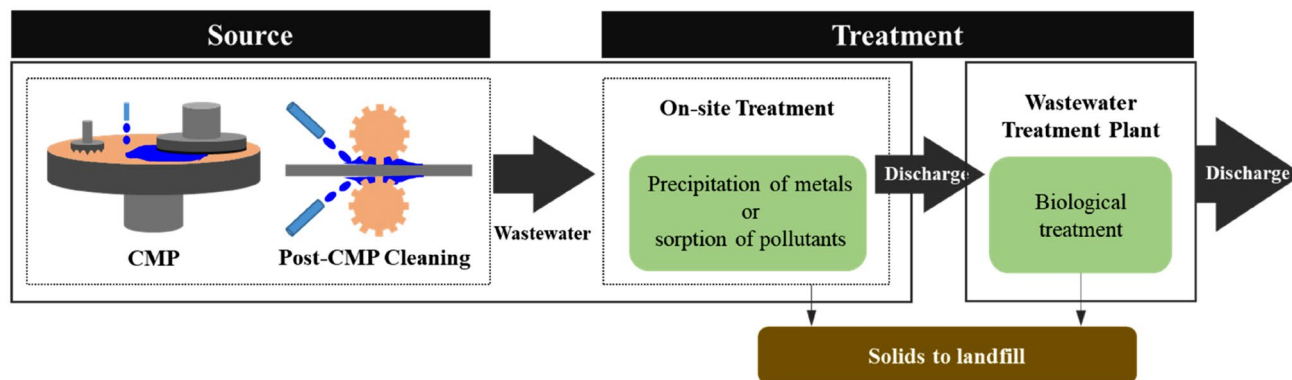 Source
Treatment
CMP
Post-CMP Cleaning
Wastewater
On-site Treatment
Precipitation of metals
or
sorption of pollutants
Discharge
Wastewater
Treatment Plant
Biological
treatment
Discharge
Solids to landfill